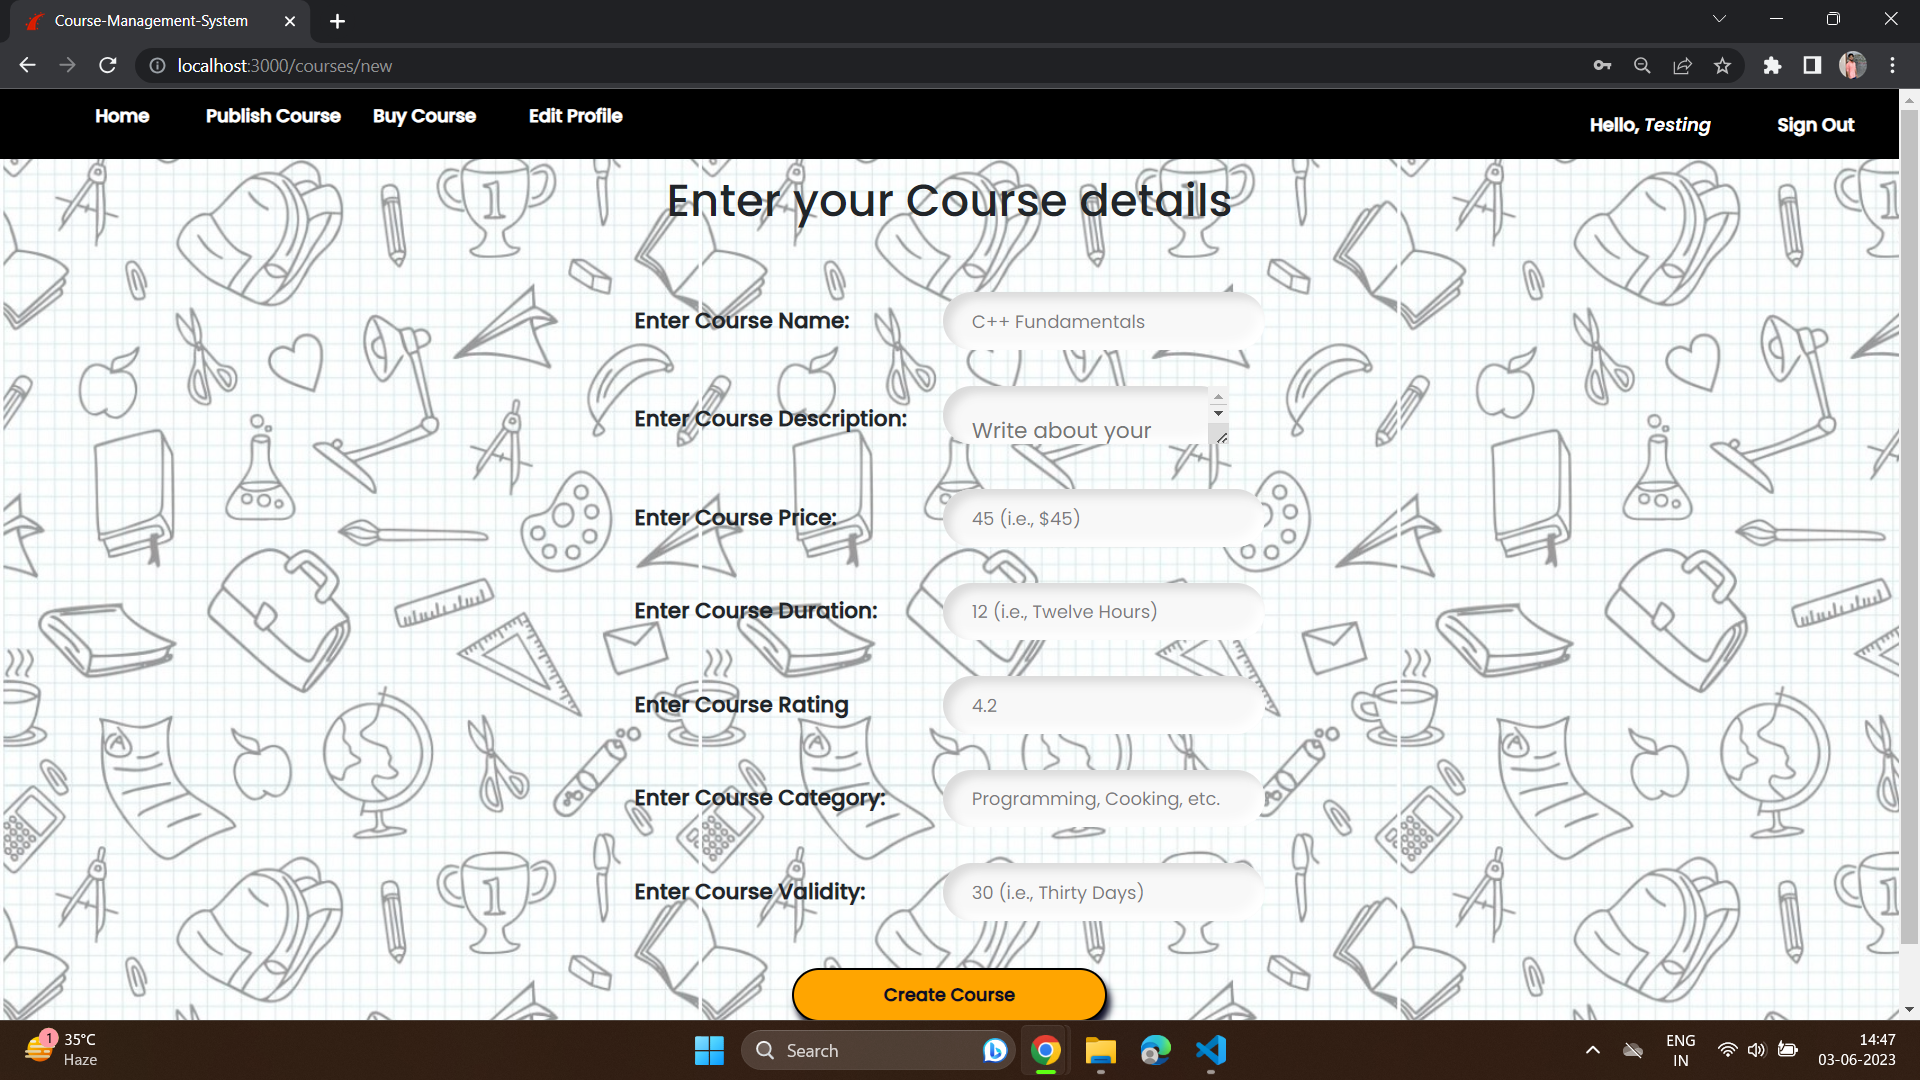 Course-Management-System
localhost:3000/courses/new
Home Publish Course Buy Course Edit Profile Hello, Testing Sign Out
Enter your Course details
Enter Course Name: C++ Fundamentals
Enter Course Description: Write about your
Enter Course Price: 45 (i.e., $45)
Enter Course Duration: 12 (i.e., Twelve Hours)
Enter Course Rating 4.2
Enter Course Category: Programming, Cooking, etc.
Enter Course Validity: 30 (i.e., Thirty Days)
Create Course
1
35°C
Haze
Search
ENG
IN
14:47
03-06-2023